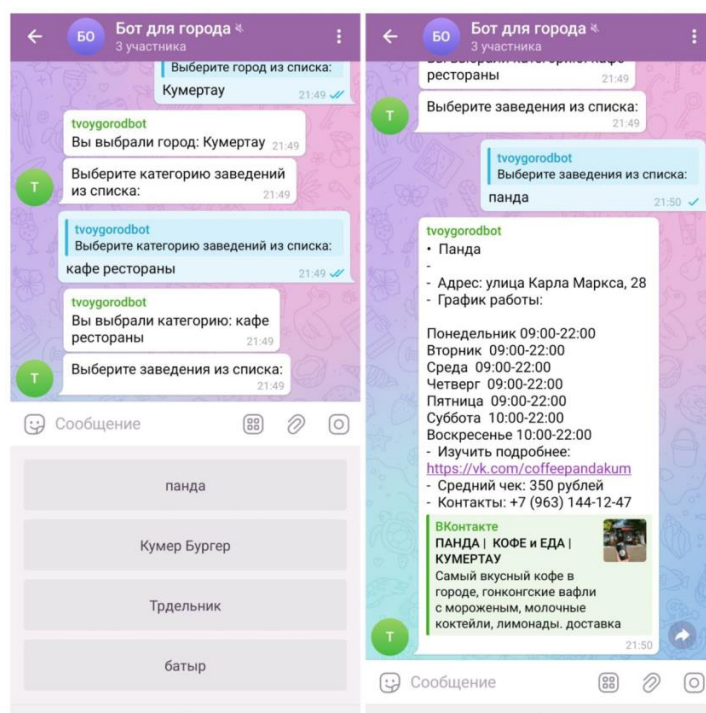 БО
Бот для города
3 участника
Выберите город из списка:
Кумертау
21:49
tvoygorodbot
Вы выбрали город: Кумертау 21:49
Выберите категорию заведений
из списка:
21:49
Т
tvoygorodbot
Выберите категорию заведений из списка:
кафе рестораны
21:49
tvoygorodbot
Вы выбрали категорию: кафе
рестораны
21:49
Выберите заведения из списка:
21:49
Т
Сообщение
панда
Кумер Бургер
Трдельник
батыр
БО
Бот для города
3 участника
рестораны
21:49
Выберите заведения из списка:
21:49
Т
tvoygorodbot
Выберите заведения из списка:
панда
21:50
tvoygorodbot
• Панда
-
- Адрес: улица Карла Маркса, 28
- График работы:
Понедельник 09:00-22:00
Вторник 09:00-22:00
Среда 09:00-22:00
Четверг 09:00-22:00
Пятница 09:00-22:00
Суббота 10:00-22:00
Воскресенье 10:00-22:00
- Изучить подробнее:
https://vk.com/coffeepandakum
- Средний чек: 350 рублей
- Контакты: +7 (963) 144-12-47
ВКонтакте
ПАНДА | КОФЕ и ЕДА |
КУМЕРТАУ
Самый вкусный кофе в
городе, гонконгские вафли
с мороженым, молочные
коктейли, лимонады. доставка
21:50
Т
Сообщение